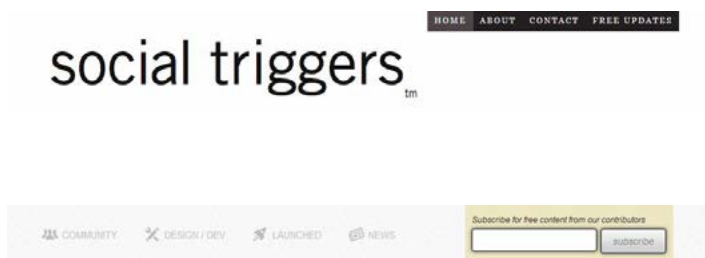 HOME ABOUT CONTACT FREE UPDATES
social triggers tm
Subscribe for free content from our contributors
COMMUNITY DESIGN / DEV LAUNCHED NEWS
subscribe